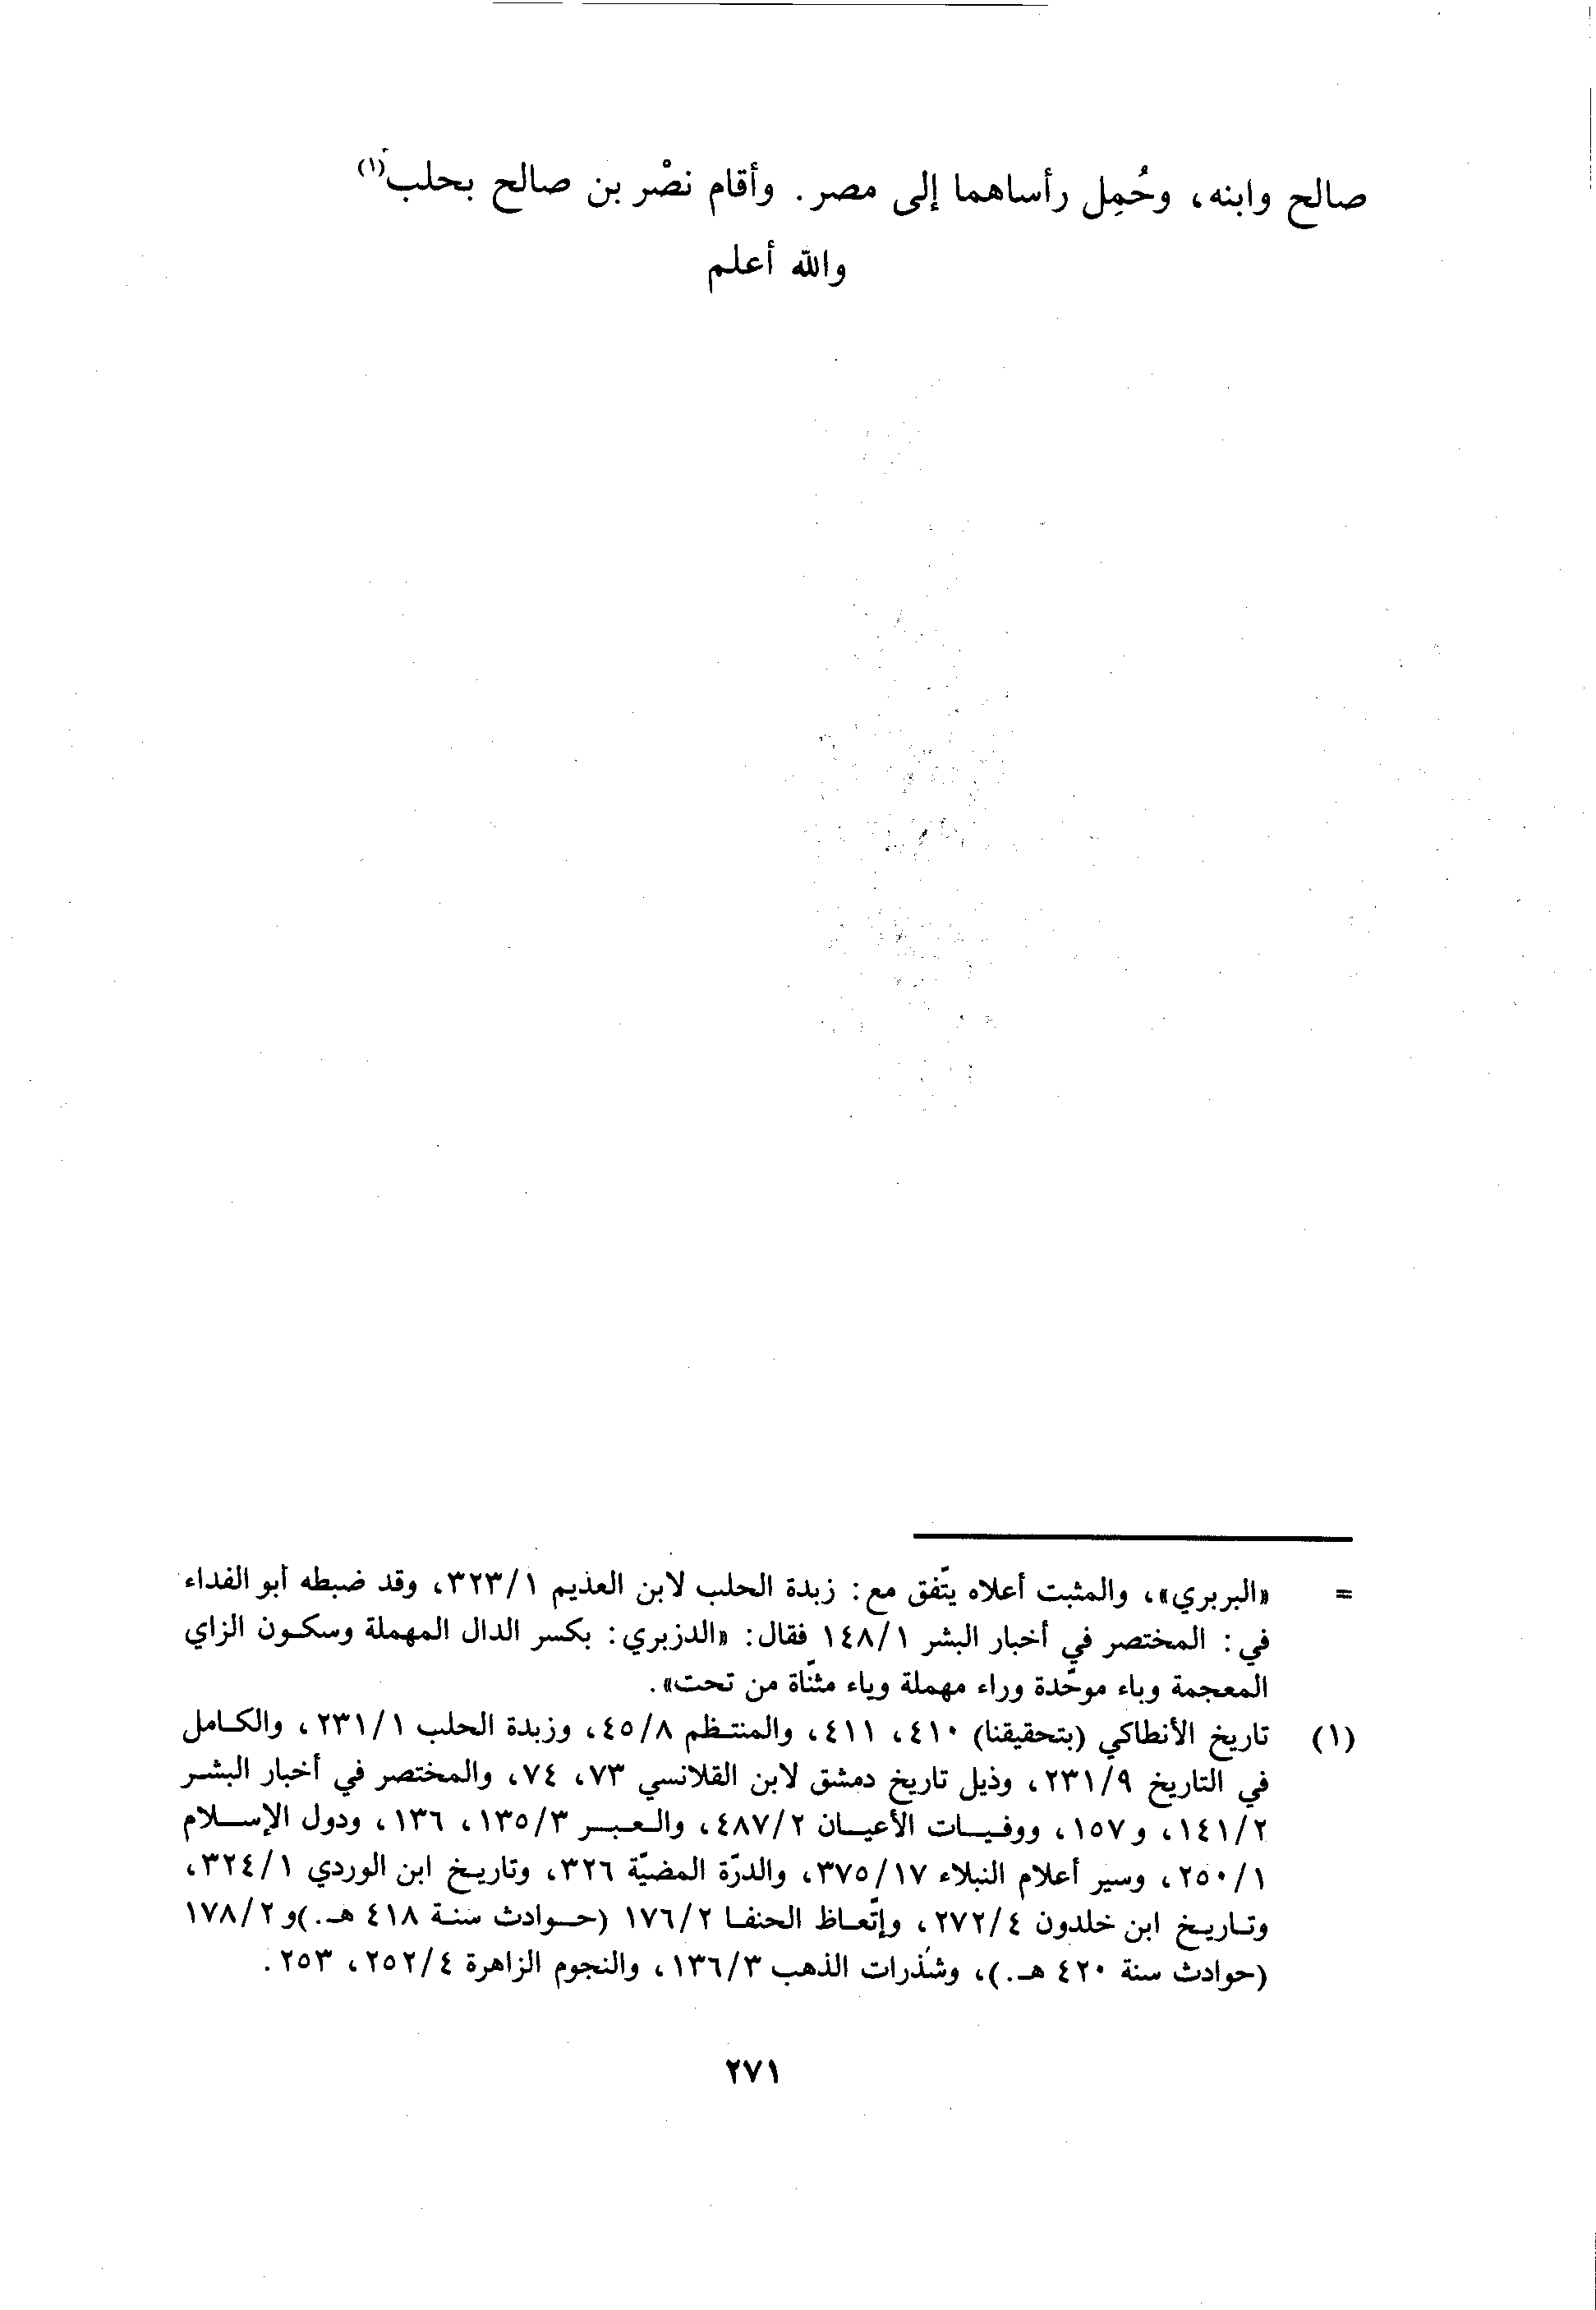 صالح وابنه، وحُمِل رأساهما إلى مصر. وأقام نصْر بن صالح بحلب(١)
والله أعلم
= «البربري»، والمثبت أعلاه يتّفق مع: زبدة الحلب لابن العذيم ٣٢٣/١، وقد ضبطه أبو الفداء
في: المختصر في أخبار البشر ١٤٨/١ فقال: «الدزبري: بكسر الدال المهملة وسكون الزاي
المعجمة وباء موحّدة وراء مهملة وياء مثنّاة من تحت».
(١) تاريخ الأنطاكي (بتحقيقنا) ٤١٠، ٤١١، والمنتظم ٤٥/٨، وزبدة الحلب ٢٣١/١، والكامل
في التاريخ ٢٣١/٩، وذيل تاريخ دمشق لابن القلانسي ٧٣، ٧٤، والمختصر في أخبار البشر
١٤١/٢، و١٥٧، ووفيات الأعيان ٤٨٧/٢، والعبر ١٣٥/٣، ١٣٦، ودول الإسلام
٢٥٠/١، وسير أعلام النبلاء ٣٧٥/١٧، والدرّة المضيّة ٣٢٦، وتاريخ ابن الوردي ٣٢٤/١،
وتاريخ ابن خلدون ٢٧٢/٤، وإتّعاظ الحنفا ١٧٦/٢ (حوادث سنة ٤١٨ هـ.) و١٧٨/٢
(حوادث سنة ٤٢٠ هـ.)، وشذرات الذهب ١٣٦/٣، والنجوم الزاهرة ٢٥٢/٤، ٢٥٣.
٢٧١